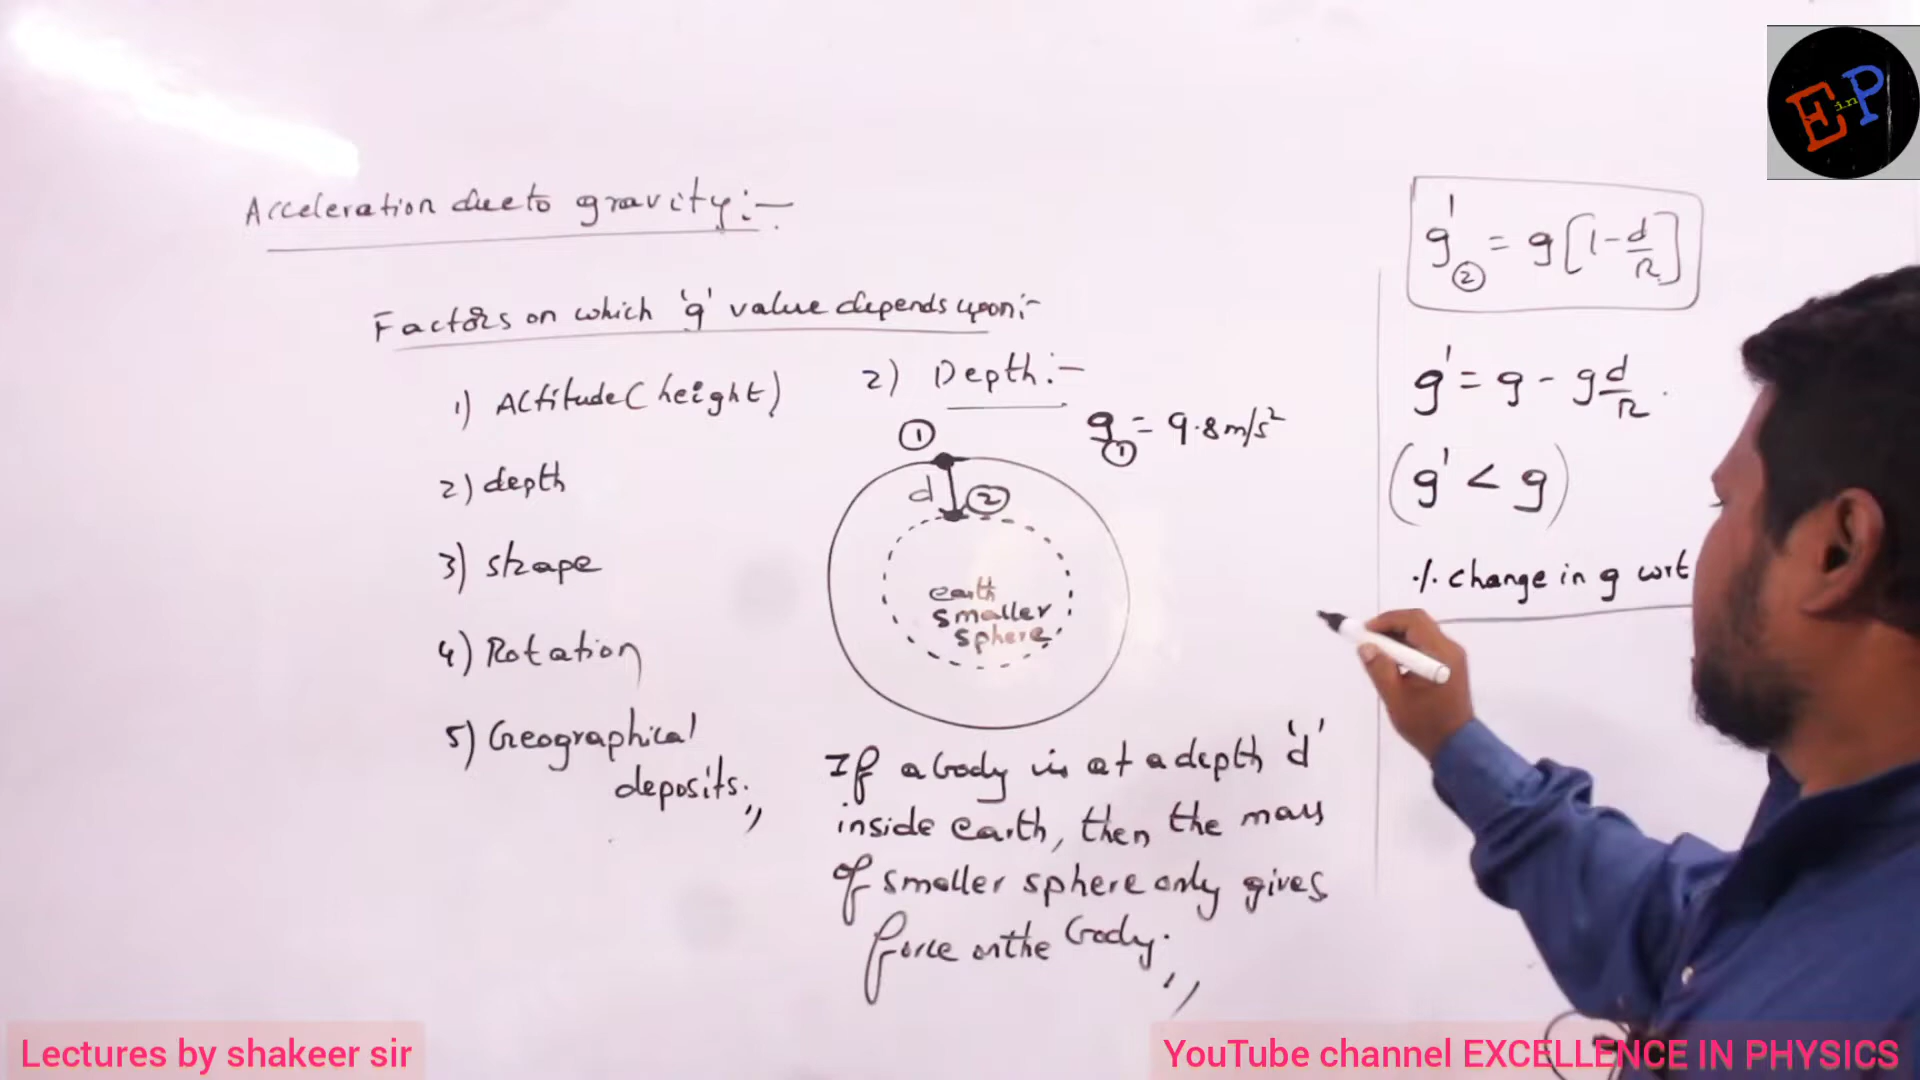 E in P
Acceleration due to gravity:-
Factors on which 'g' value depends upon:-
1) Altitude (height)
2) depth
3) shape
4) Rotation
5) Geographical
deposits.,,
2) Depth:-
g① = 9.8 m/s²
①
d ②
earth
smaller
sphere
If a body is at a depth 'd'
inside earth, then the mass
of smaller sphere only gives
force on the body.,,
g'② = g[1-d/R]
g' = g - g d/R.
(g' < g)
% change in g wrt
Lectures by shakeer sir
YouTube channel EXCELLENCE IN PHYSICS